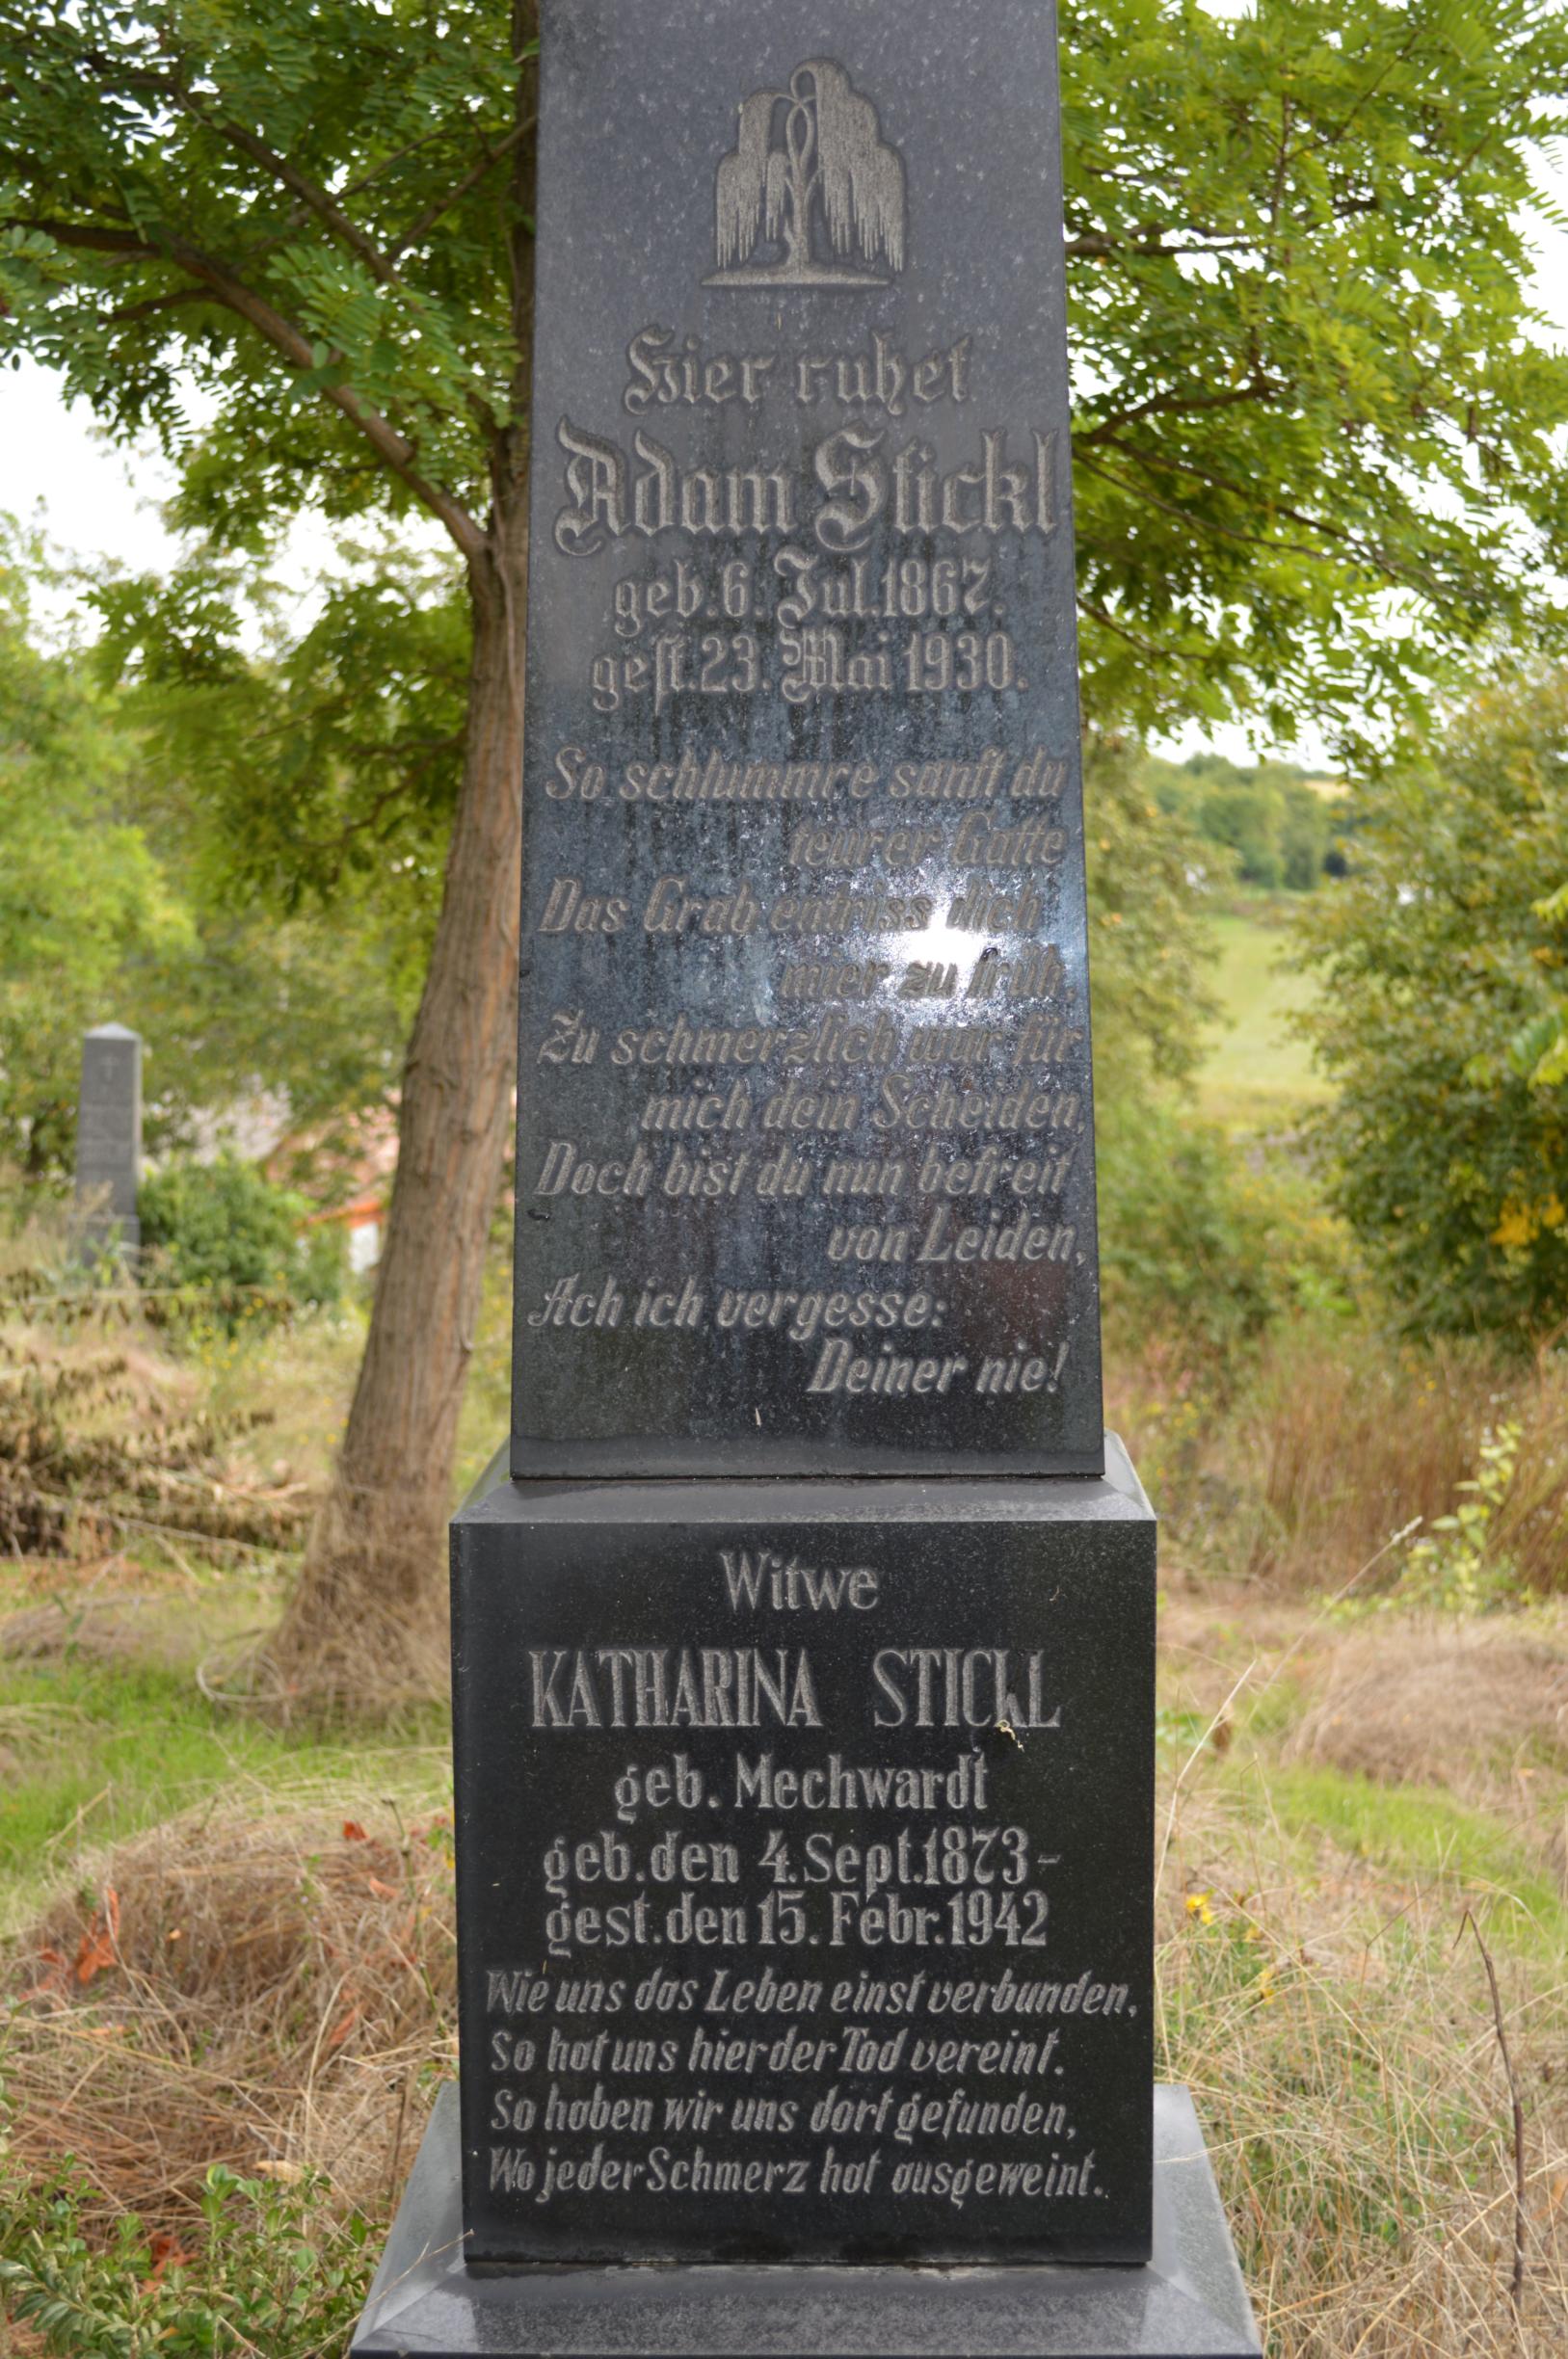 Hier ruhet
Adam Stickl
geb. 6. Jul. 1867.
gest. 23. Mai 1930.
So schlummre sanft du
teurer Gatte
Das Grab entriss dich
mier zu früh,
Zu schmerzlich war für
mich dein Scheiden,
Doch bist du nun befreit
von Leiden,
Ach ich vergesse:
Deiner nie!
Witwe
KATHARINA STICKL
geb. Mechwardt
geb. den 4. Sept. 1873 -
gest. den 15. Febr. 1942
Wie uns das Leben einst verbunden,
So hat uns hier der Tod vereint.
So haben wir uns dort gefunden,
Wo jeder Schmerz hat ausgeweint.